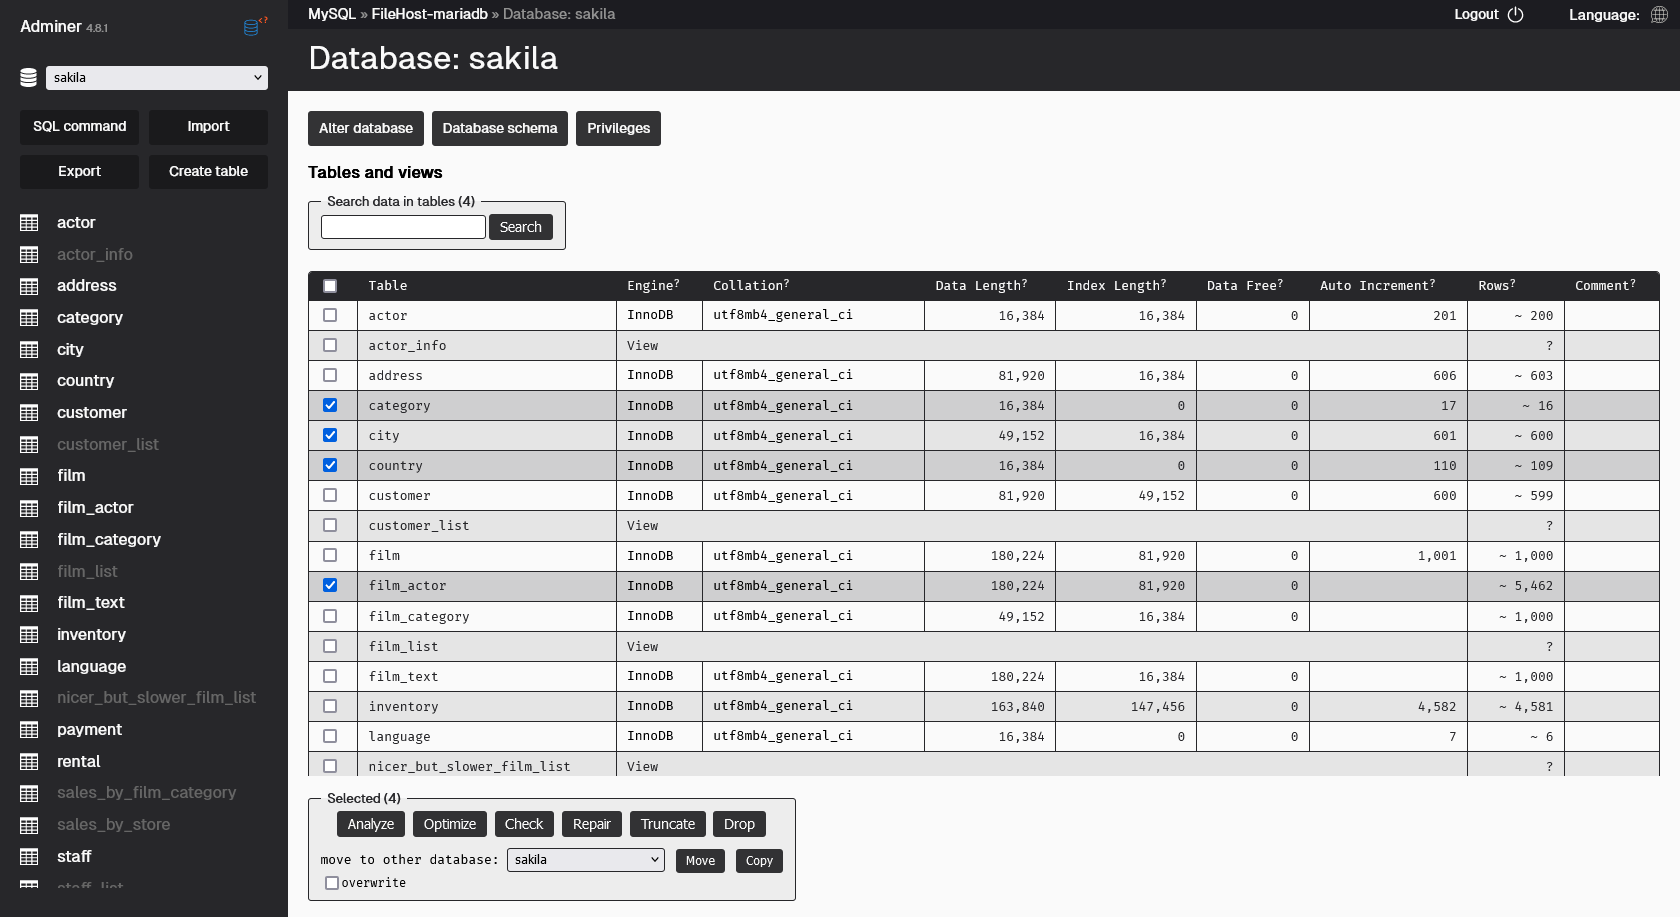 Adminer 4.8.1
sakila
SQL command Import
Export Create table
actor
actor_info
address
category
city
country
customer
customer_list
film
film_actor
film_category
film_list
film_text
inventory
language
nicer_but_slower_film_list
payment
rental
sales_by_film_category
sales_by_store
staff
staff_list
MySQL » FileHost-mariadb » Database: sakila
Logout Language:
Database: sakila
Alter database Database schema Privileges
Tables and views
Search data in tables (4)
Search
Table Engine? Collation? Data Length? Index Length? Data Free? Auto Increment? Rows? Comment?
actor InnoDB utf8mb4_general_ci 16,384 16,384 0 201 ~ 200
actor_info View ?
address InnoDB utf8mb4_general_ci 81,920 16,384 0 606 ~ 603
category InnoDB utf8mb4_general_ci 16,384 0 0 17 ~ 16
city InnoDB utf8mb4_general_ci 49,152 16,384 0 601 ~ 600
country InnoDB utf8mb4_general_ci 16,384 0 0 110 ~ 109
customer InnoDB utf8mb4_general_ci 81,920 49,152 0 600 ~ 599
customer_list View ?
film InnoDB utf8mb4_general_ci 180,224 81,920 0 1,001 ~ 1,000
film_actor InnoDB utf8mb4_general_ci 180,224 81,920 0 ~ 5,462
film_category InnoDB utf8mb4_general_ci 49,152 16,384 0 ~ 1,000
film_list View ?
film_text InnoDB utf8mb4_general_ci 180,224 16,384 0 ~ 1,000
inventory InnoDB utf8mb4_general_ci 163,840 147,456 0 4,582 ~ 4,581
language InnoDB utf8mb4_general_ci 16,384 0 0 7 ~ 6
nicer_but_slower_film_list View ?
Selected (4)
Analyze Optimize Check Repair Truncate Drop
move to other database: sakila Move Copy
overwrite